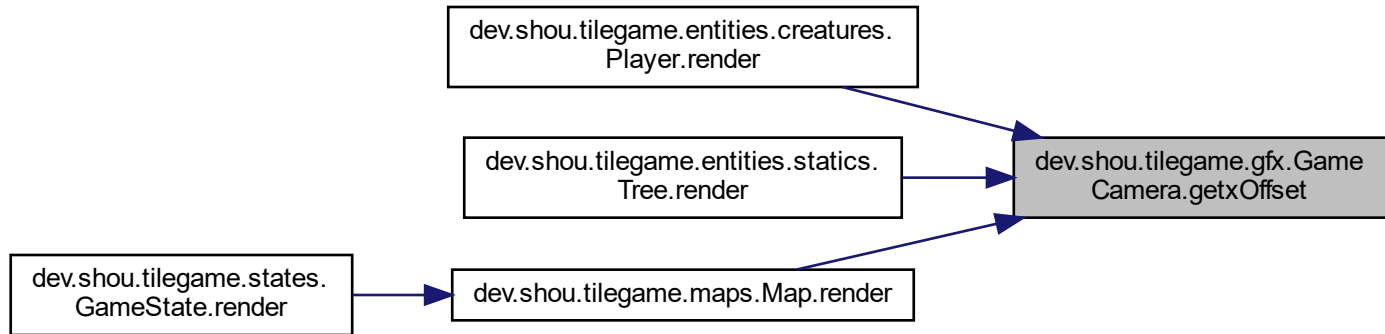 dev.shou.tilegame.entities.creatures.
Player.render
dev.shou.tilegame.entities.statics.
Tree.render
dev.shou.tilegame.gfx.Game
Camera.getxOffset
dev.shou.tilegame.states.
GameState.render
dev.shou.tilegame.maps.Map.render